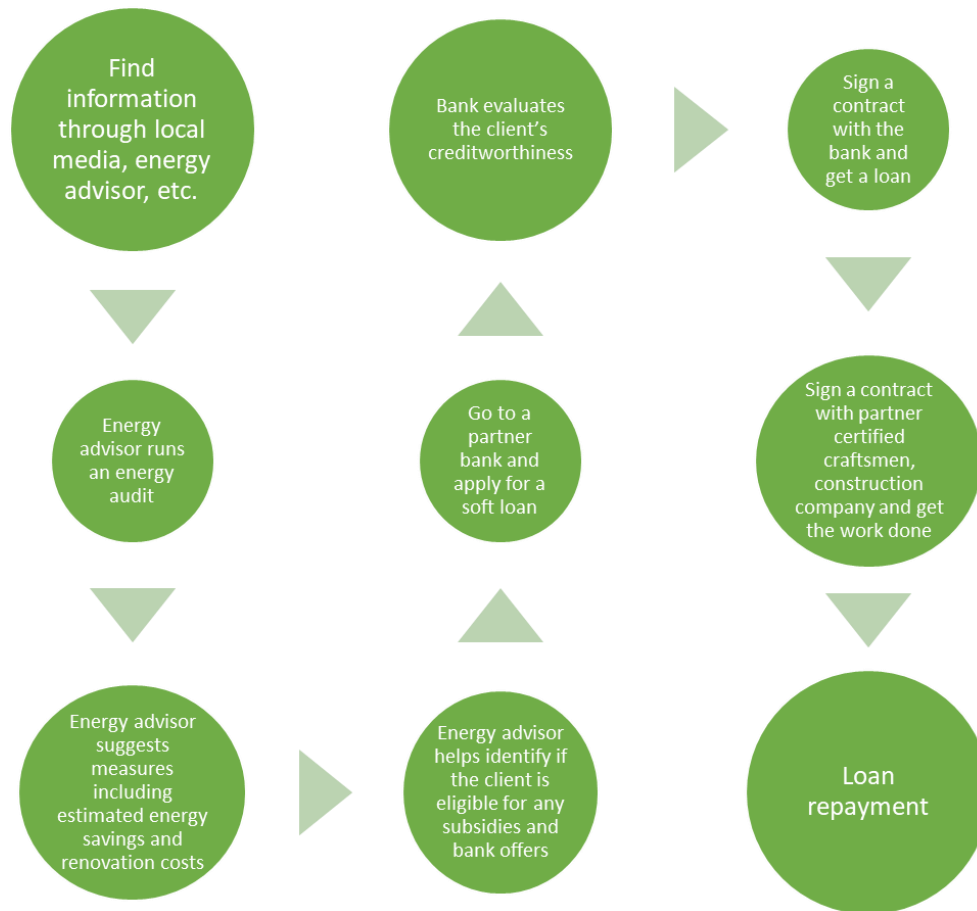 Find
information
through local
media, energy
advisor, etc.
Energy
advisor runs
an energy
audit
Energy advisor
suggests
measures
including
estimated energy
savings and
renovation costs
Energy advisor
helps identify if
the client is
eligible for any
subsidies and
bank offers
Go to a
partner
bank and
apply for a
soft loan
Bank evaluates
the client’s
creditworthiness
Sign a
contract
with the
bank and
get a loan
Sign a contract
with partner
certified
craftsmen,
construction
company and get
the work done
Loan
repayment